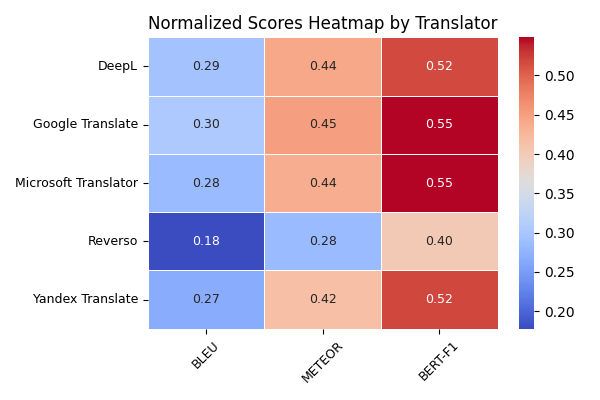 Normalized Scores Heatmap by Translator
DeepL 0.29 0.44 0.52
Google Translate 0.30 0.45 0.55
Microsoft Translator 0.28 0.44 0.55
Reverso 0.18 0.28 0.40
Yandex Translate 0.27 0.42 0.52
BLEU METEOR BERT-F1
0.50
0.45
0.40
0.35
0.30
0.25
0.20